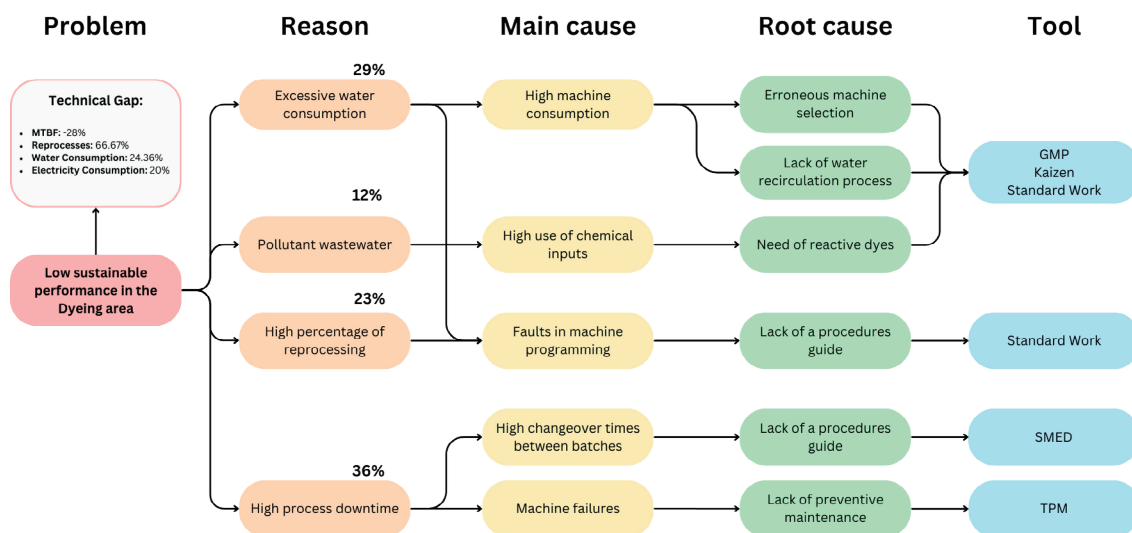 Problem
Reason
Main cause
Root cause
Tool
Technical Gap:
• MTBF: -28%
• Reprocesses: 66.67%
• Water Consumption: 24.36%
• Electricity Consumption: 20%
Low sustainable
performance in the
Dyeing area
29%
Excessive water
consumption
12%
Pollutant wastewater
23%
High percentage of
reprocessing
36%
High process downtime
High machine
consumption
High use of chemical
inputs
Faults in machine
programming
High changeover times
between batches
Machine failures
Erroneous machine
selection
Lack of water
recirculation process
Need of reactive dyes
Lack of a procedures
guide
Lack of a procedures
guide
Lack of preventive
maintenance
GMP
Kaizen
Standard Work
Standard Work
SMED
TPM